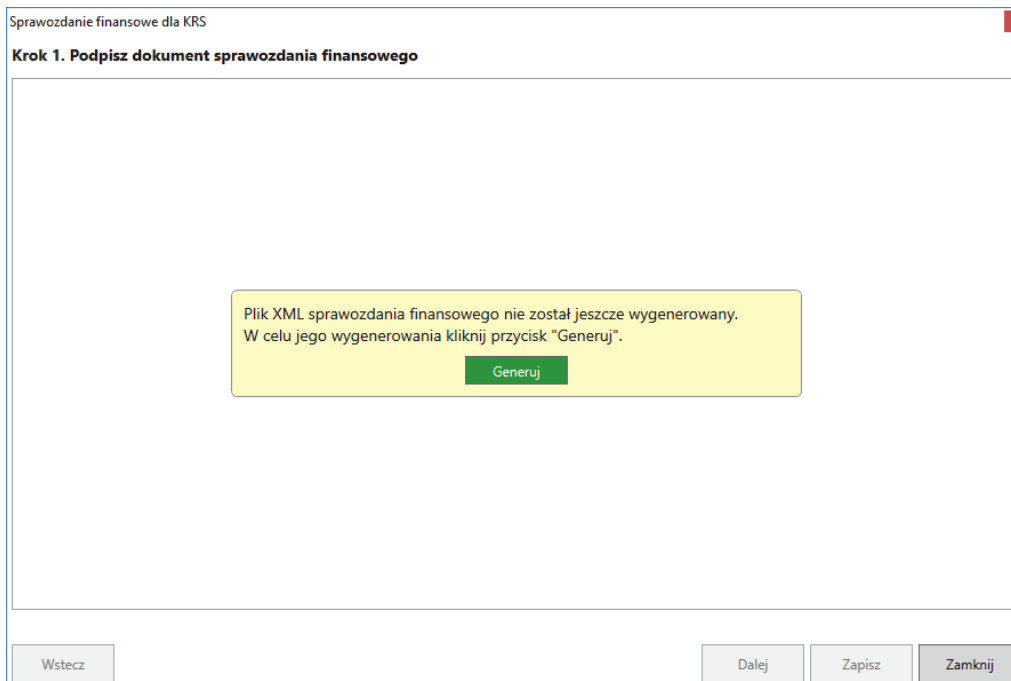 Sprawozdanie finansowe dla KRS
Krok 1. Podpisz dokument sprawozdania finansowego
Plik XML sprawozdania finansowego nie został jeszcze wygenerowany.
W celu jego wygenerowania kliknij przycisk "Generuj".
Generuj
Wstecz
Dalej
Zapisz
Zamknij